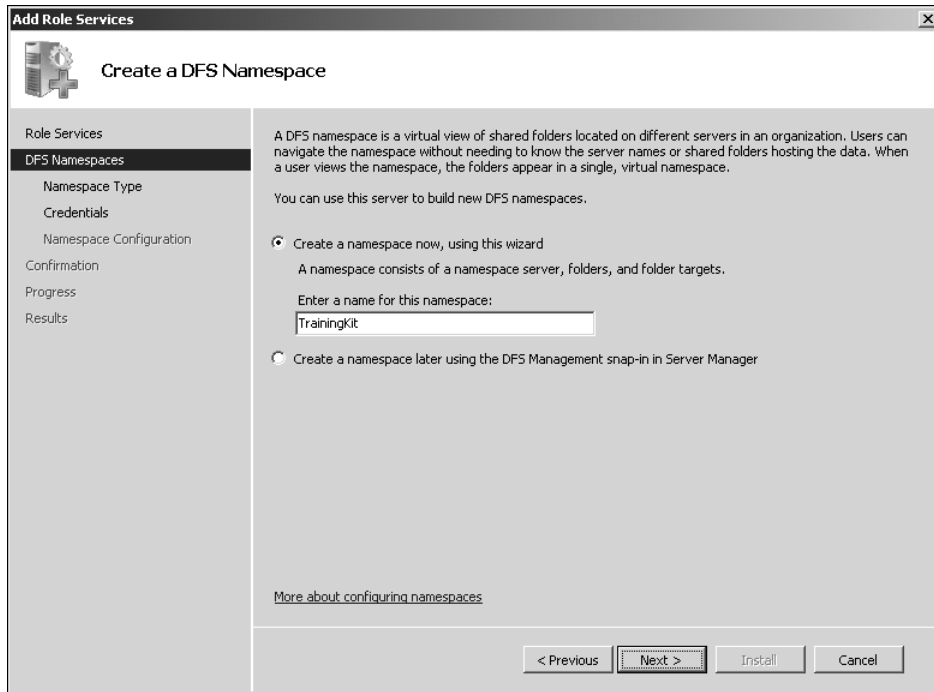 Add Role Services
Create a DFS Namespace
Role Services
DFS Namespaces
Namespace Type
Credentials
Namespace Configuration
Confirmation
Progress
Results
A DFS namespace is a virtual view of shared folders located on different servers in an organization. Users can
navigate the namespace without needing to know the server names or shared folders hosting the data. When
a user views the namespace, the folders appear in a single, virtual namespace.
You can use this server to build new DFS namespaces.
Create a namespace now, using this wizard
A namespace consists of a namespace server, folders, and folder targets.
Enter a name for this namespace:
TrainingKit
Create a namespace later using the DFS Management snap-in in Server Manager
More about configuring namespaces
< Previous
Next >
Install
Cancel